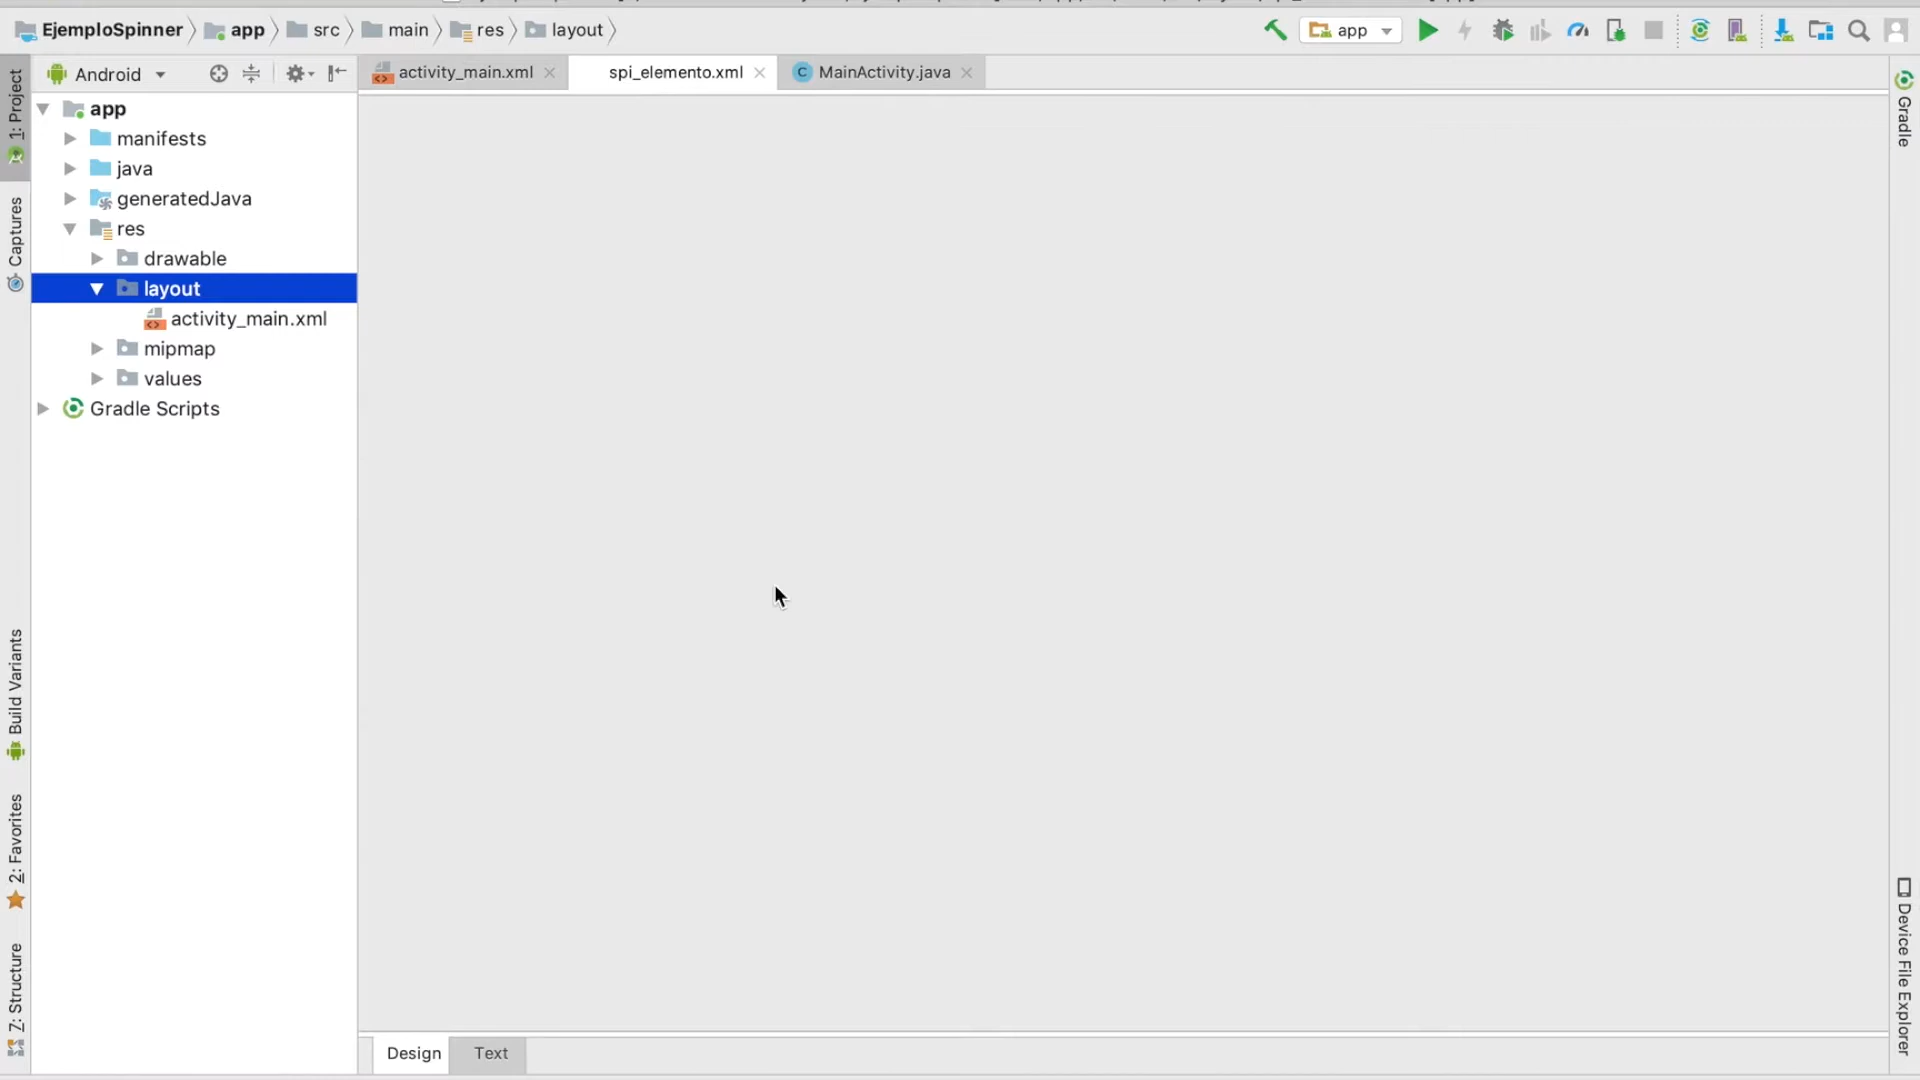 EjemploSpinner app src main res layout app
Android activity_main.xml spi_elemento.xml MainActivity.java
1: Project
Captures
Build Variants
2: Favorites
7: Structure
app
manifests
java
generatedJava
res
drawable
layout
activity_main.xml
mipmap
values
Gradle Scripts
Design Text
Gradle
Device File Explorer